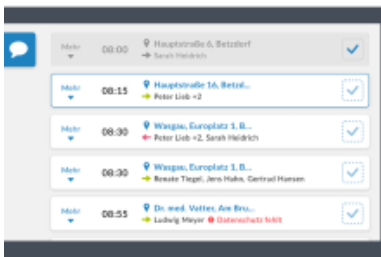 Mehr
08:00
Hauptstraße 6, Betzdorf
Sarah Heidrich
Mehr
08:15
Hauptstraße 16, Betzd...
Peter Lieb +2
Mehr
08:30
Wasgau, Europlatz 1, B...
Peter Lieb +2, Sarah Heidrich
Mehr
08:30
Wasgau, Europlatz 1, B...
Renate Tiegel, Jens Hahn, Gertrud Hansen
Mehr
08:55
Dr. med. Vatter, Am Bru...
Ludwig Meyer Datenschutz fehlt